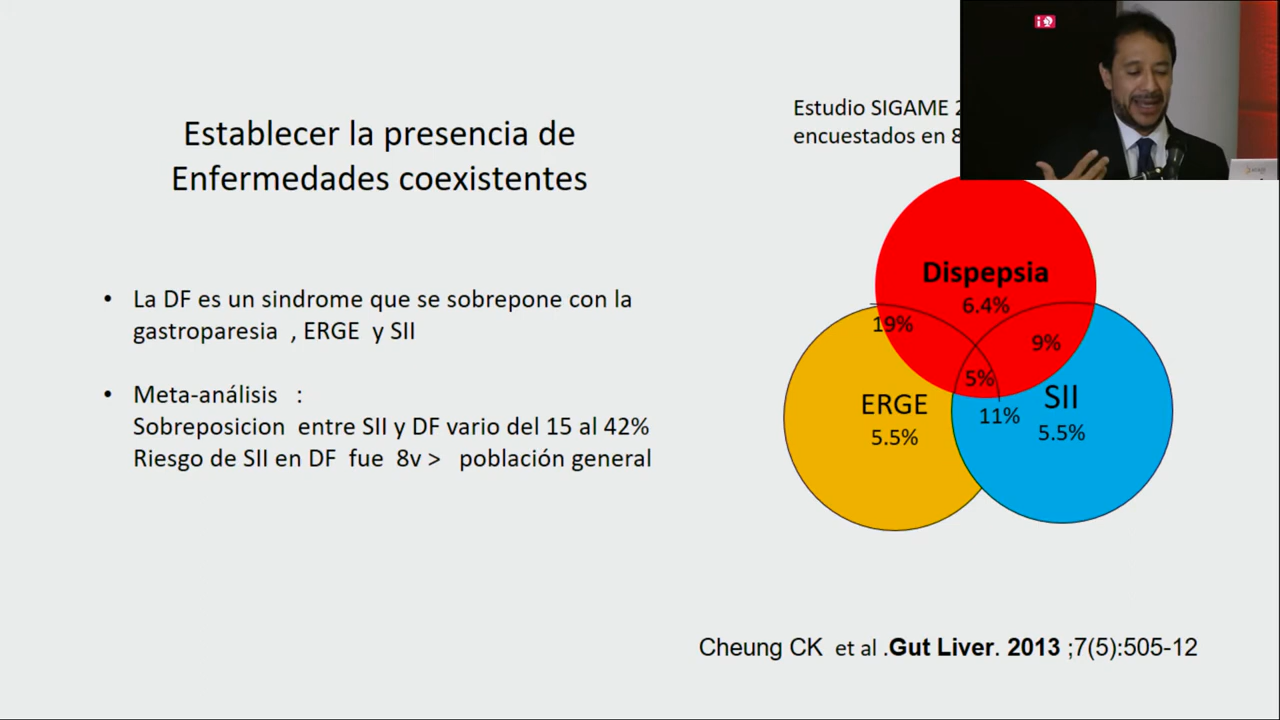 Establecer la presencia de
Enfermedades coexistentes
• La DF es un sindrome que se sobrepone con la
gastroparesia , ERGE y SII
• Meta-análisis :
Sobreposicion entre SII y DF vario del 15 al 42%
Riesgo de SII en DF fue 8v > población general
Estudio SIGAME
encuestados en 8
Dispepsia
6.4%
19%
9%
5%
ERGE
5.5%
11%
SII
5.5%
Cheung CK et al .Gut Liver. 2013 ;7(5):505-12